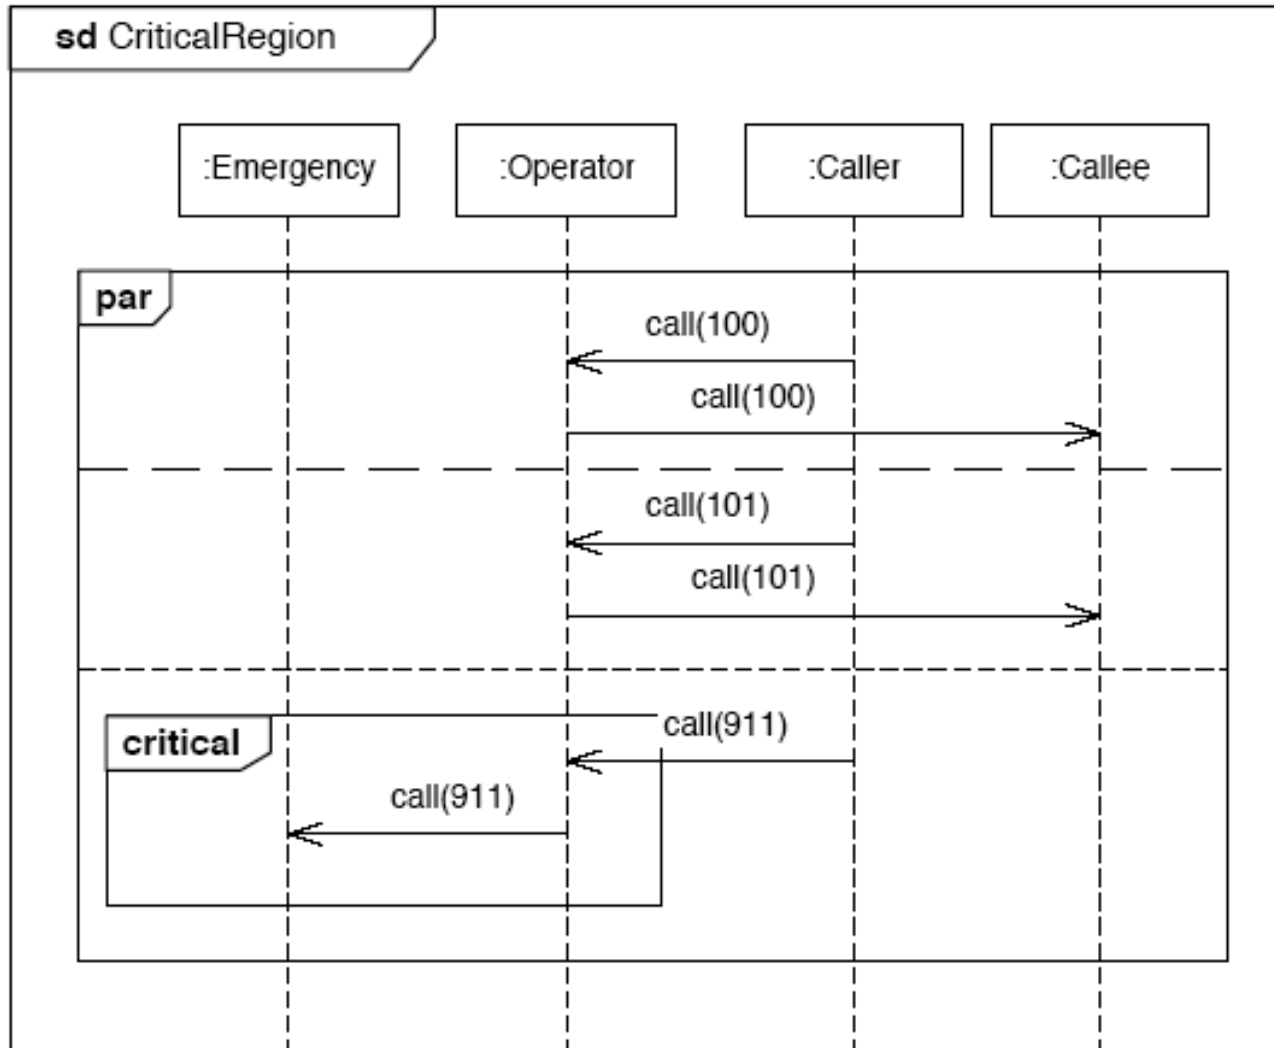 sd CriticalRegion
:Emergency
:Operator
:Caller
:Callee
par
call(100)
call(100)
call(101)
call(101)
critical
call(911)
call(911)